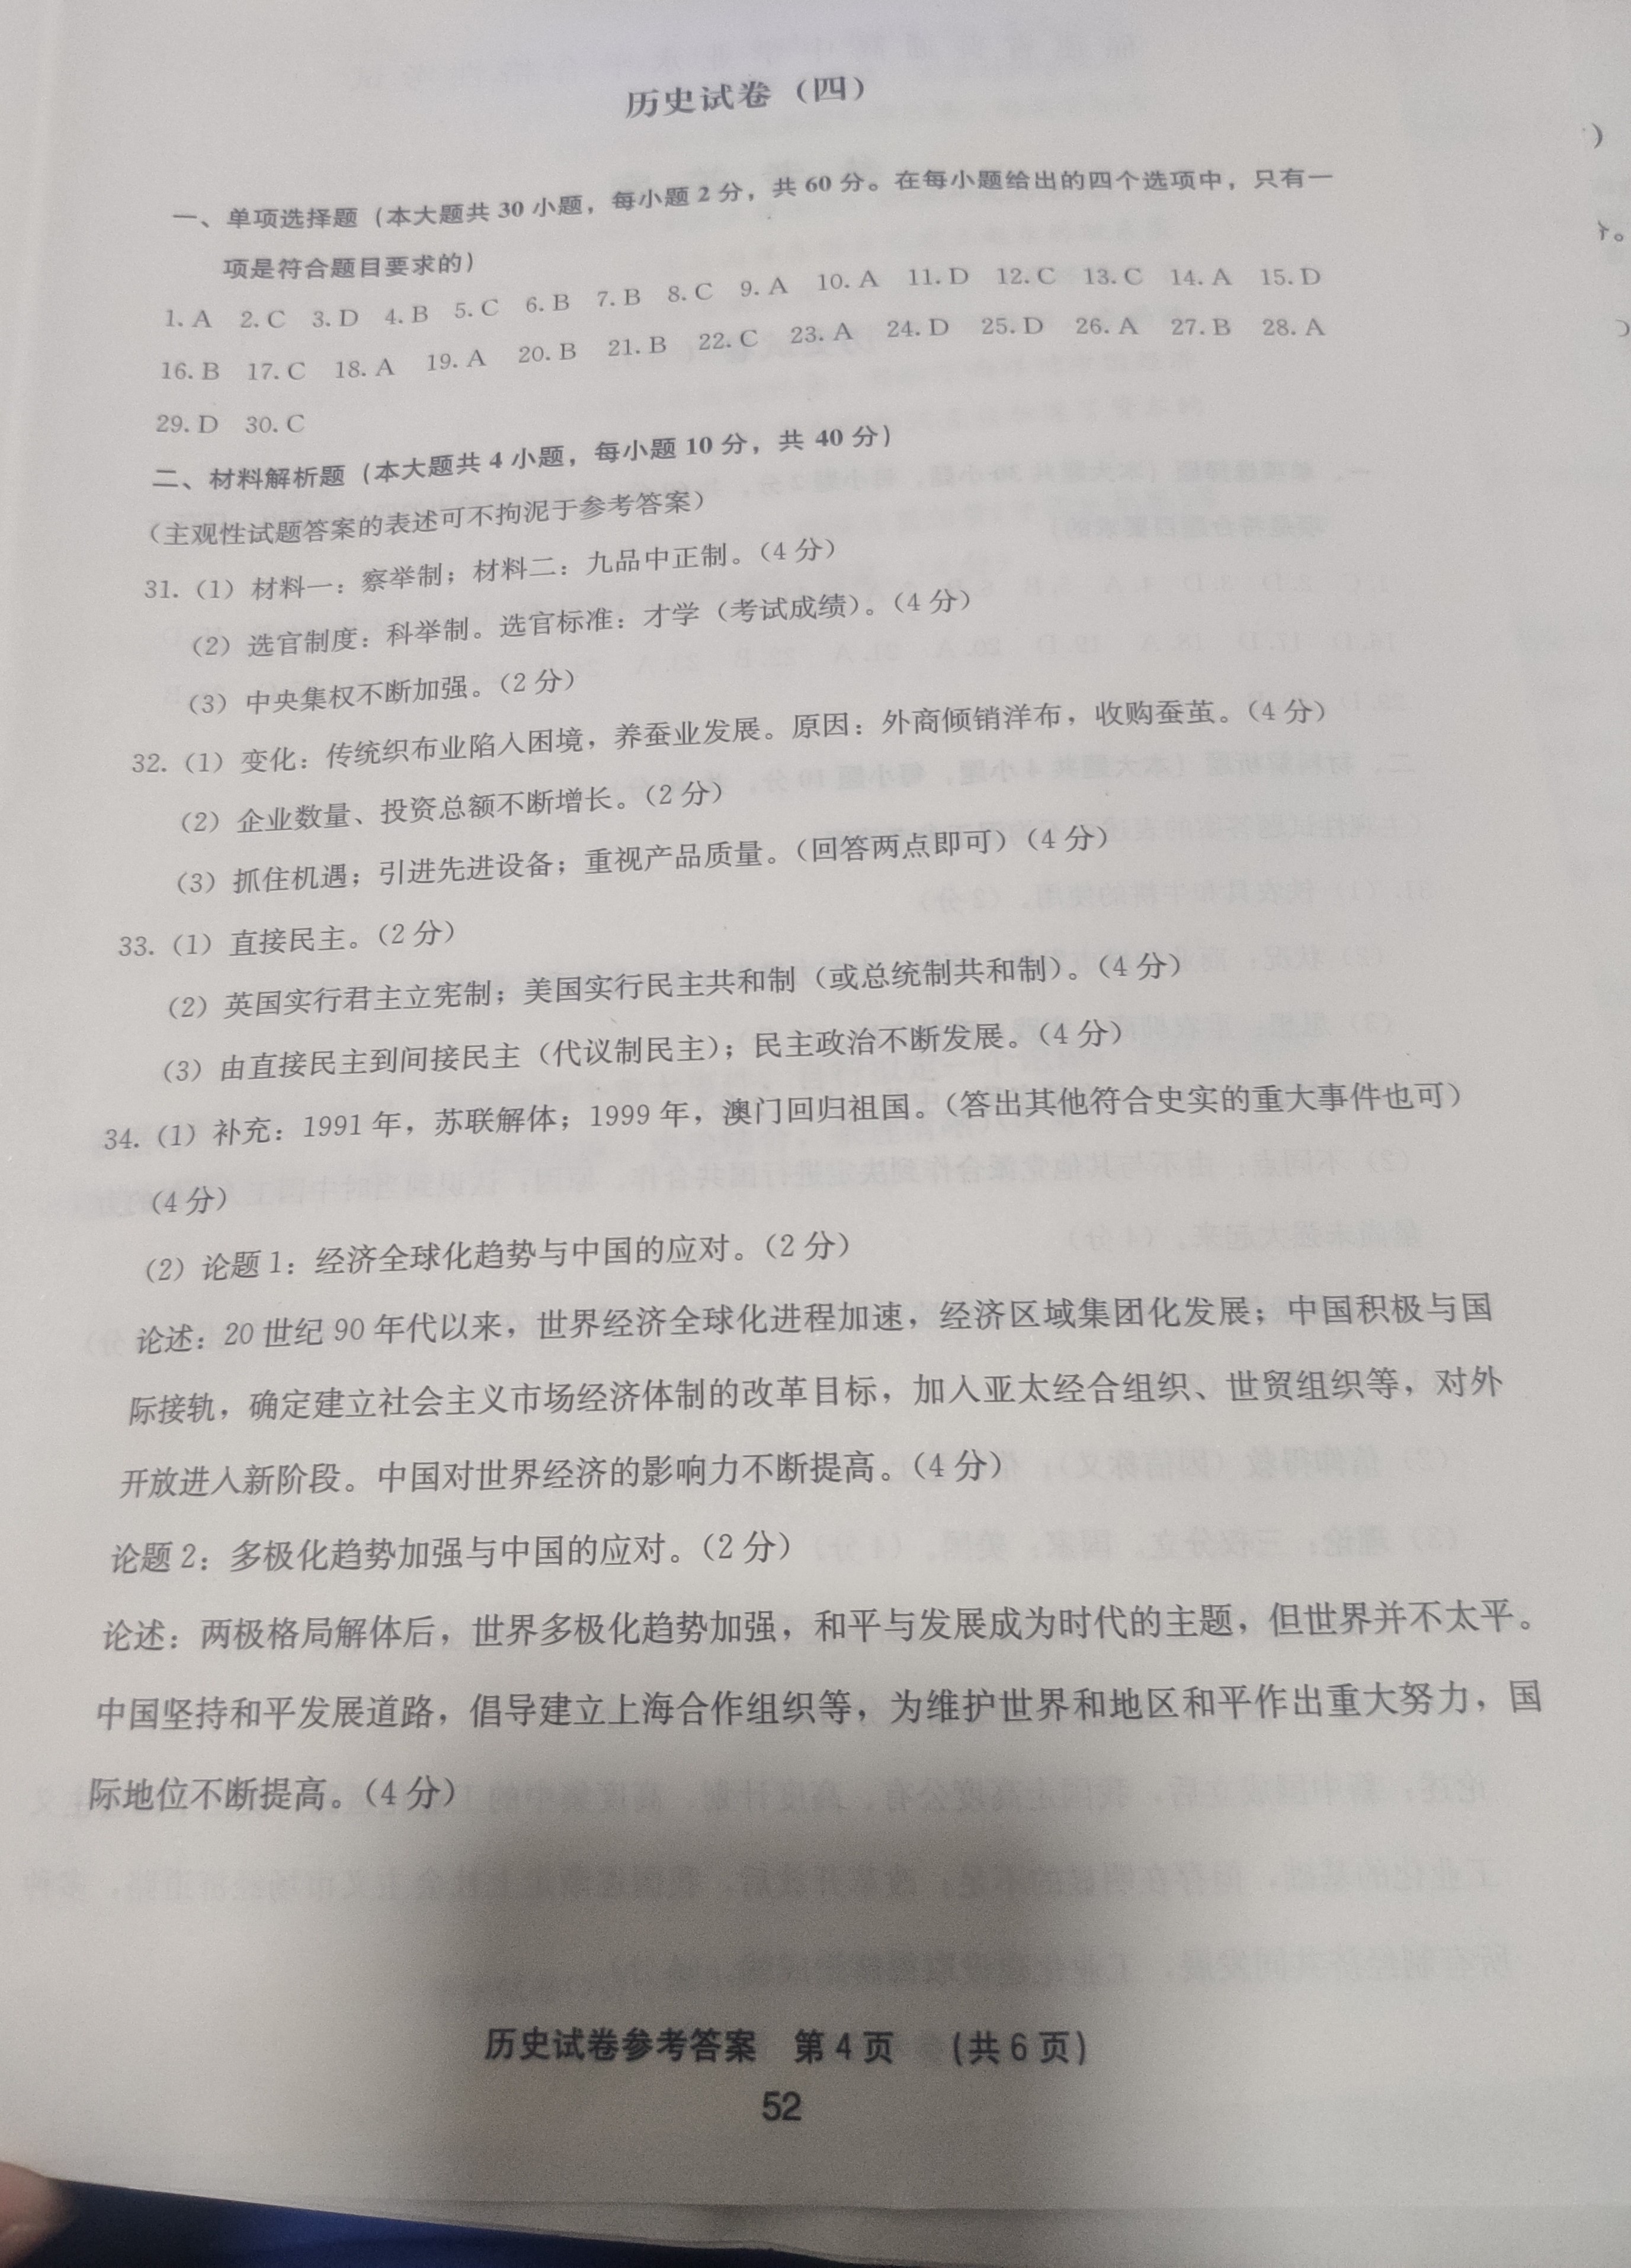 历史试卷（四）
一、单项选择题（本大题共 30 小题，每小题 2 分，共 60 分。在每小题给出的四个选项中，只有一
项是符合题目要求的）
1. A 2. C 3. D 4. B 5. C 6. B 7. B 8. C 9. A 10. A 11. D 12. C 13. C 14. A 15. D
16. B 17. C 18. A 19. A 20. B 21. B 22. C 23. A 24. D 25. D 26. A 27. B 28. A
29. D 30. C
二、材料解析题（本大题共 4 小题，每小题 10 分，共 40 分）
（主观性试题答案的表述可不拘泥于参考答案）
31.（1）材料一：察举制；材料二：九品中正制。（4 分）
（2）选官制度：科举制。选官标准：才学（考试成绩）。（4 分）
（3）中央集权不断加强。（2 分）
32.（1）变化：传统织布业陷入困境，养蚕业发展。原因：外商倾销洋布，收购蚕茧。（4 分）
（2）企业数量、投资总额不断增长。（2 分）
（3）抓住机遇；引进先进设备；重视产品质量。（回答两点即可）（4 分）
33.（1）直接民主。（2 分）
（2）英国实行君主立宪制；美国实行民主共和制（或总统制共和制）。（4 分）
（3）由直接民主到间接民主（代议制民主）；民主政治不断发展。（4 分）
34.（1）补充：1991 年，苏联解体；1999 年，澳门回归祖国。（答出其他符合史实的重大事件也可）
（4 分）
（2）论题 1：经济全球化趋势与中国的应对。（2 分）
论述：20 世纪 90 年代以来，世界经济全球化进程加速，经济区域集团化发展；中国积极与国
际接轨，确定建立社会主义市场经济体制的改革目标，加入亚太经合组织、世贸组织等，对外
开放进入新阶段。中国对世界经济的影响力不断提高。（4 分）
论题 2：多极化趋势加强与中国的应对。（2 分）
论述：两极格局解体后，世界多极化趋势加强，和平与发展成为时代的主题，但世界并不太平。
中国坚持和平发展道路，倡导建立上海合作组织等，为维护世界和地区和平作出重大努力，国
际地位不断提高。（4 分）
历史试卷参考答案 第 4 页 （共 6 页）
52